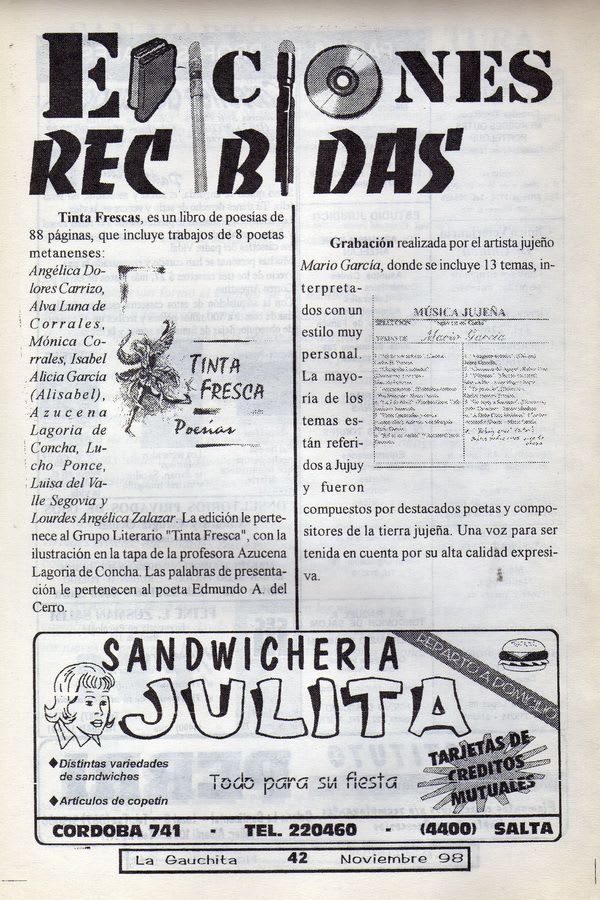 EDICIONES
RECIBIDAS
Tinta Frescas, es un libro de poesías de
88 páginas, que incluye trabajos de 8 poetas
metanenses:
Angélica Do-
lores Carrizo,
Alva Luna de
Corrales,
Mónica Co-
rrales, Isabel
Alicia García
(Alisabel),
Azucena
Lagoria de
Concha, Lu-
cho Ponce,
Luisa del Va-
lle Segovia y
Lourdes Angélica Zalazar. La edición le perte-
nece al Grupo Literario "Tinta Fresca", con la
ilustración en la tapa de la profesora Azucena
Lagoria de Concha. Las palabras de presenta-
ción le pertenecen al poeta Edmundo A. del
Cerro.
TINTA
FRESCA
Poesías
Grabación realizada por el artista jujeño
Mario García, donde se incluye 13 temas, in-
terpreta-
dos con un
estilo muy
personal.
La mayo-
ría de los
temas es-
tán referi-
dos a Jujuy
y fueron
compuestos por destacados poetas y compo-
sitores de la tierra jujeña. Una voz para ser
tenida en cuenta por su alta calidad expresi-
va.
MÚSICA JUJEÑA
SELECCION
TEMAS DE Mario García
SANDWICHERIA
JULITA
REPARTO A DOMICILIO
◆Distintas variedades
de sandwiches
◆Artículos de copetin
Todo para su fiesta
TARJETAS DE
CREDITOS
MUTUALES
CORDOBA 741 - TEL. 220460 - (4400) SALTA
La Gauchita 42 Noviembre 98